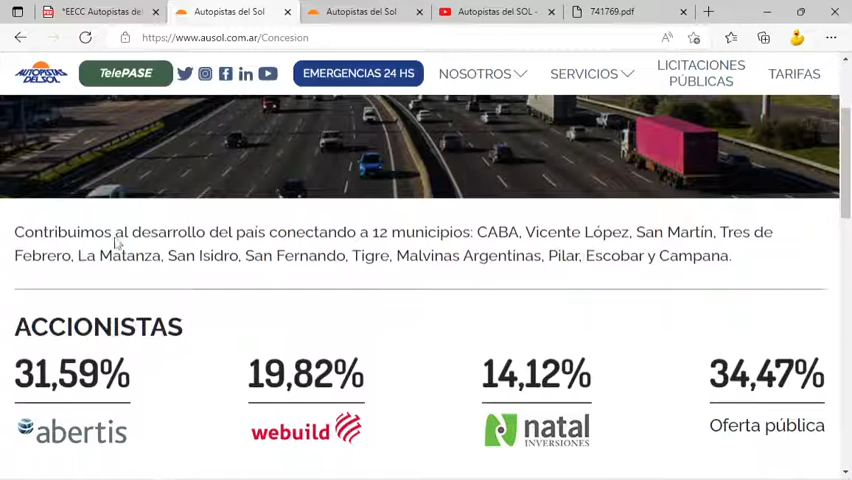 *EECC Autopistas de
Autopistas del Sol
Autopistas del Sol
Autopistas del SOL -
741769.pdf
https://www.ausol.com.ar/Concesion
AUTOPISTAS DEL SOL
TelePASE
EMERGENCIAS 24 HS
NOSOTROS
SERVICIOS
LICITACIONES
PÚBLICAS
TARIFAS
Contribuimos al desarrollo del país conectando a 12 municipios: CABA, Vicente López, San Martín, Tres de
Febrero, La Matanza, San Isidro, San Fernando, Tigre, Malvinas Argentinas, Pilar, Escobar y Campana.
ACCIONISTAS
31,59% 19,82% 14,12% 34,47%
abertis webuild natal Oferta pública
INVERSIONES